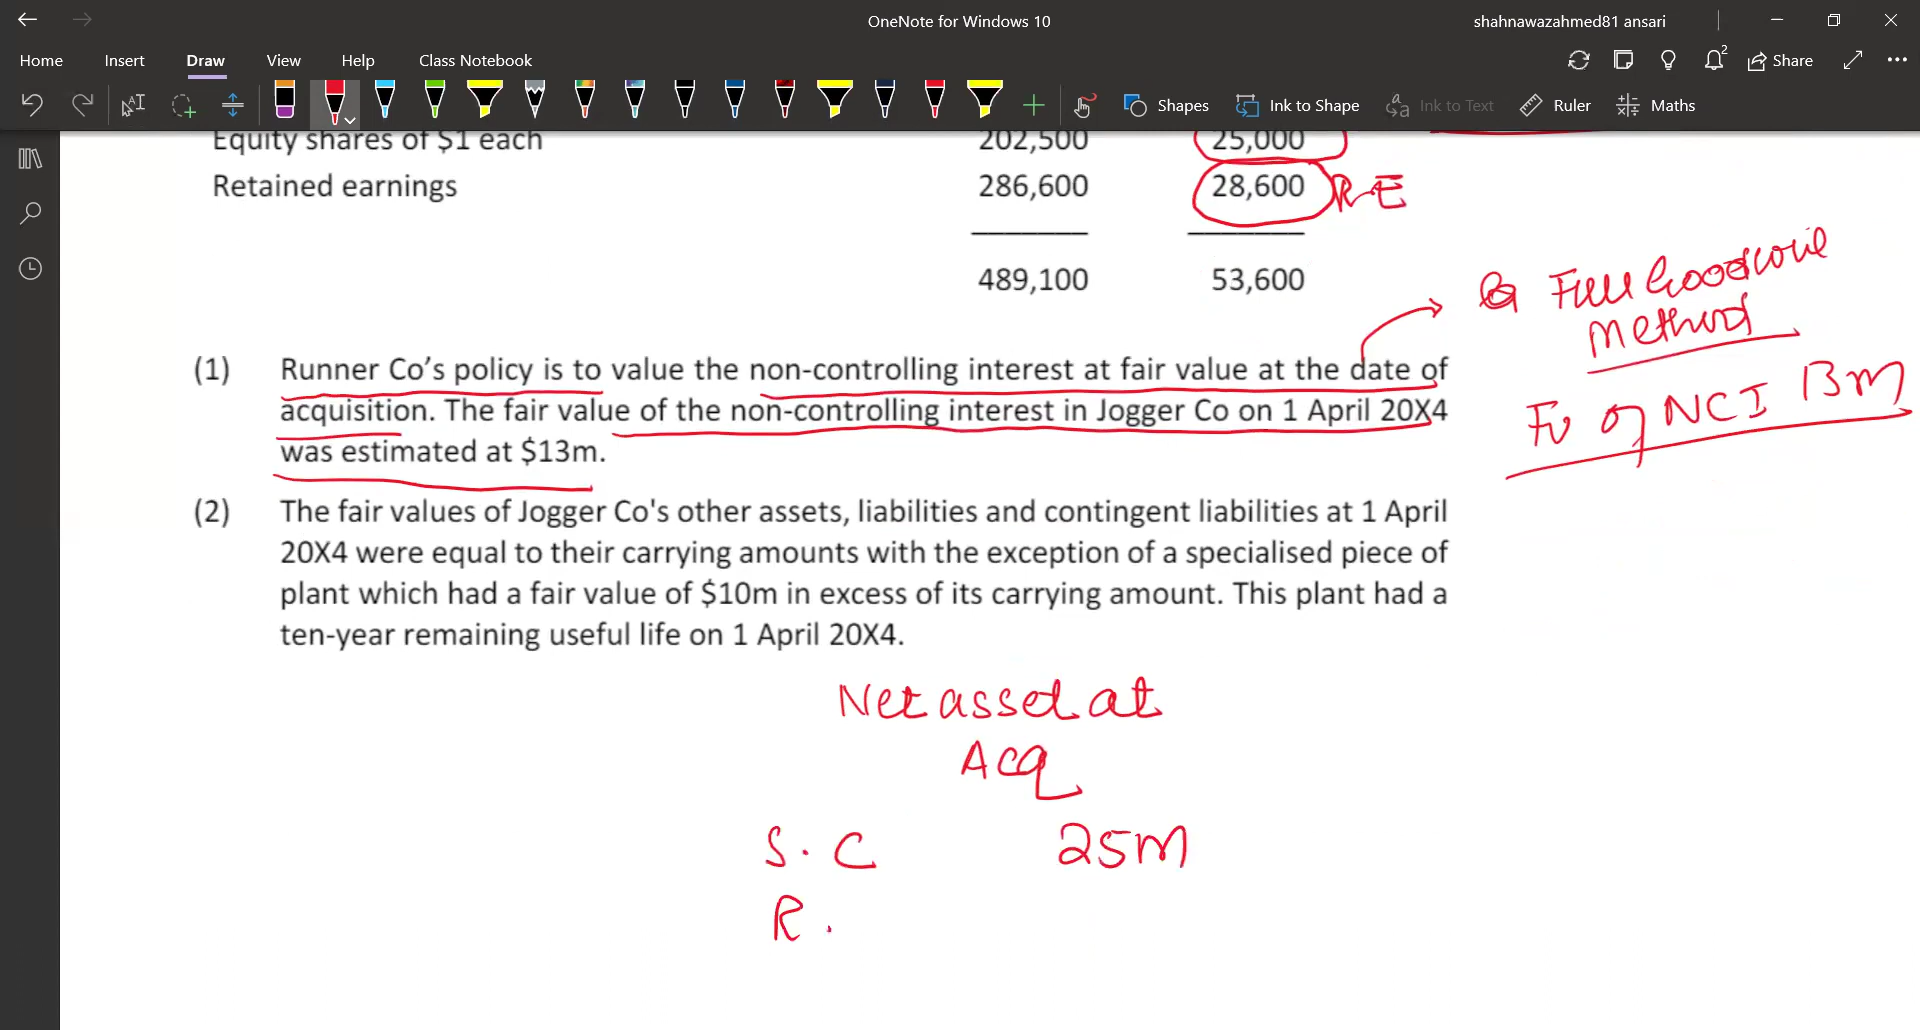 OneNote for Windows 10
shahnawazahmed81 ansari
Home Insert Draw View Help Class Notebook
2
Share
Shapes Ink to Shape Ink to Text Ruler Maths
Equity shares of $1 each 202,500 25,000
Retained earnings 286,600 28,600 R.E
489,100 53,600
Full Goodwill
Method
(1) Runner Co's policy is to value the non-controlling interest at fair value at the date of
acquisition. The fair value of the non-controlling interest in Jogger Co on 1 April 20X4
was estimated at $13m.
Fv of NCI 13m
(2) The fair values of Jogger Co's other assets, liabilities and contingent liabilities at 1 April
20X4 were equal to their carrying amounts with the exception of a specialised piece of
plant which had a fair value of $10m in excess of its carrying amount. This plant had a
ten-year remaining useful life on 1 April 20X4.
Net asset at
Acq
S. C 25M
R .